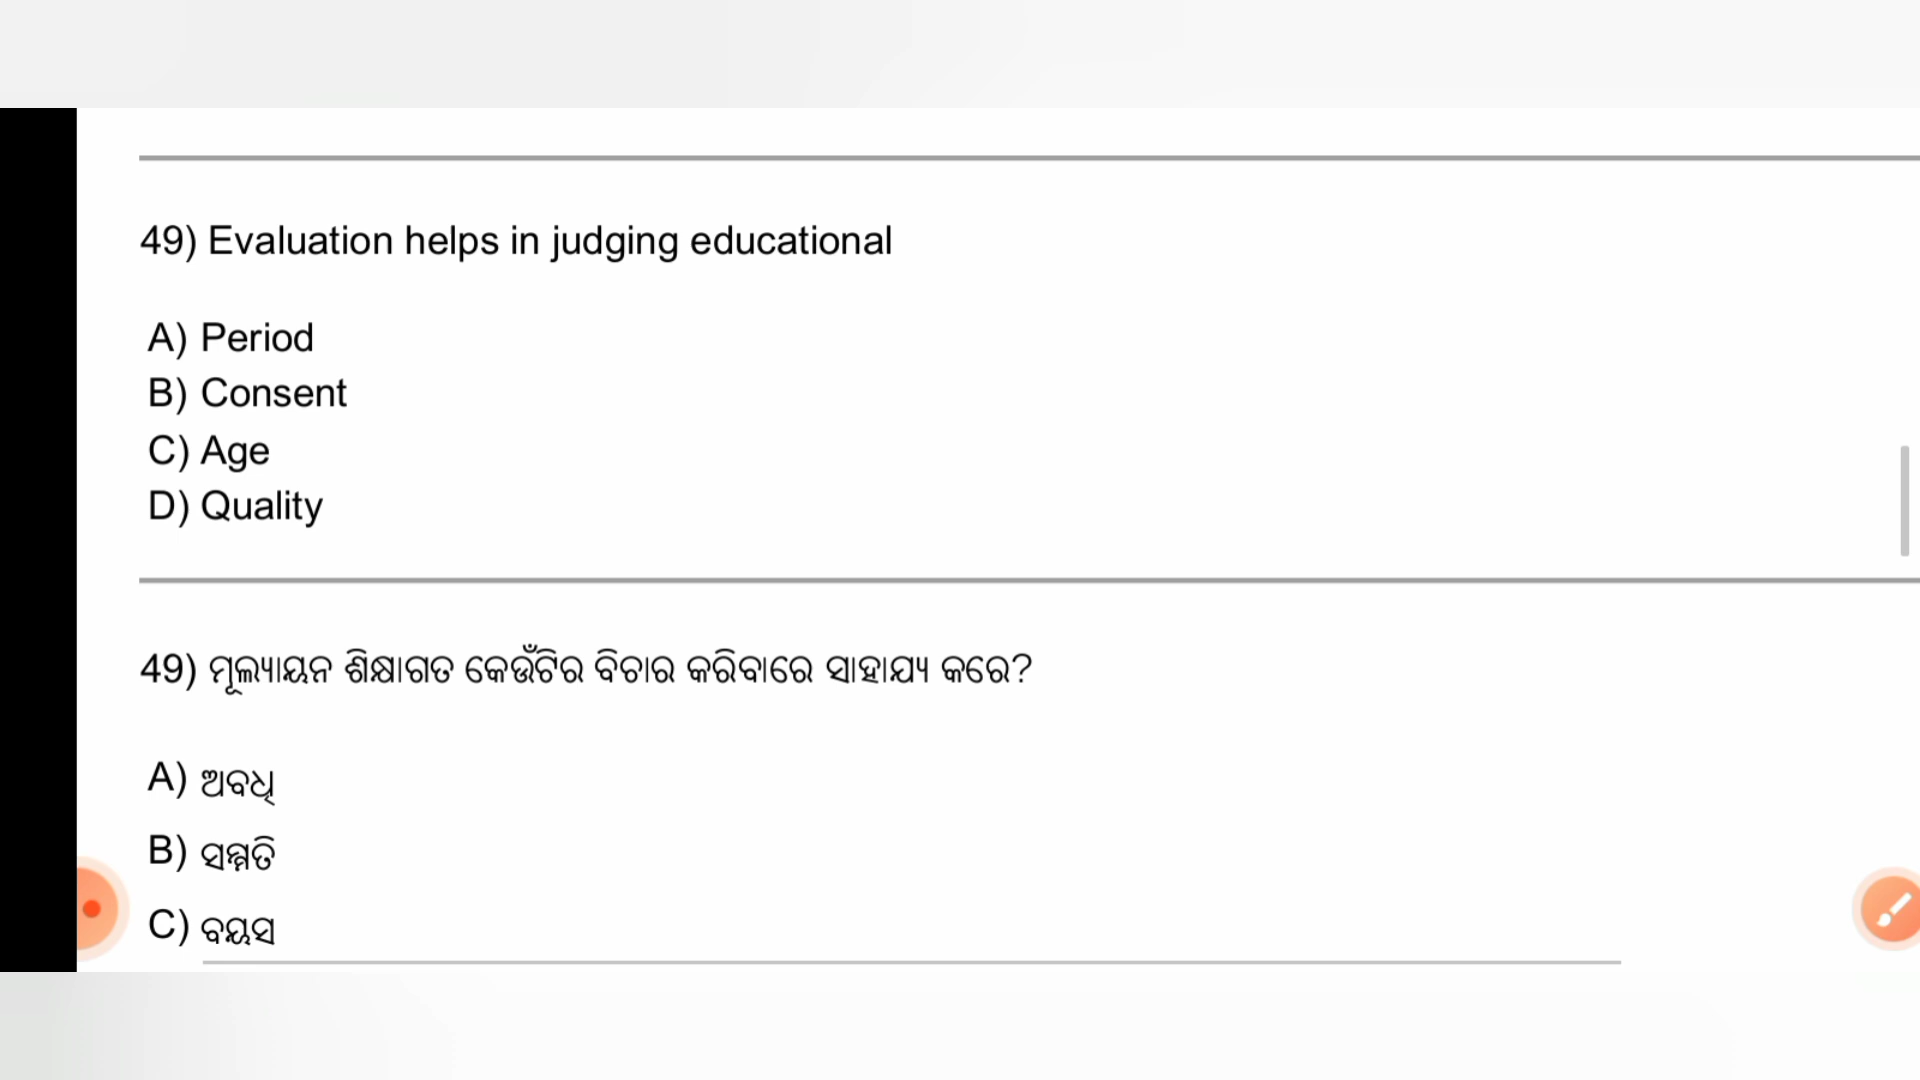 49) Evaluation helps in judging educational
A) Period
B) Consent
C) Age
D) Quality
49) ମୂଲ୍ୟାୟନ ଶିକ୍ଷାଗତ କେଉଁଟିର ବିଚାର କରିବାରେ ସାହାଯ୍ୟ କରେ?
A) ଅବଧି
B) ସମ୍ମତି
C) ବୟସ